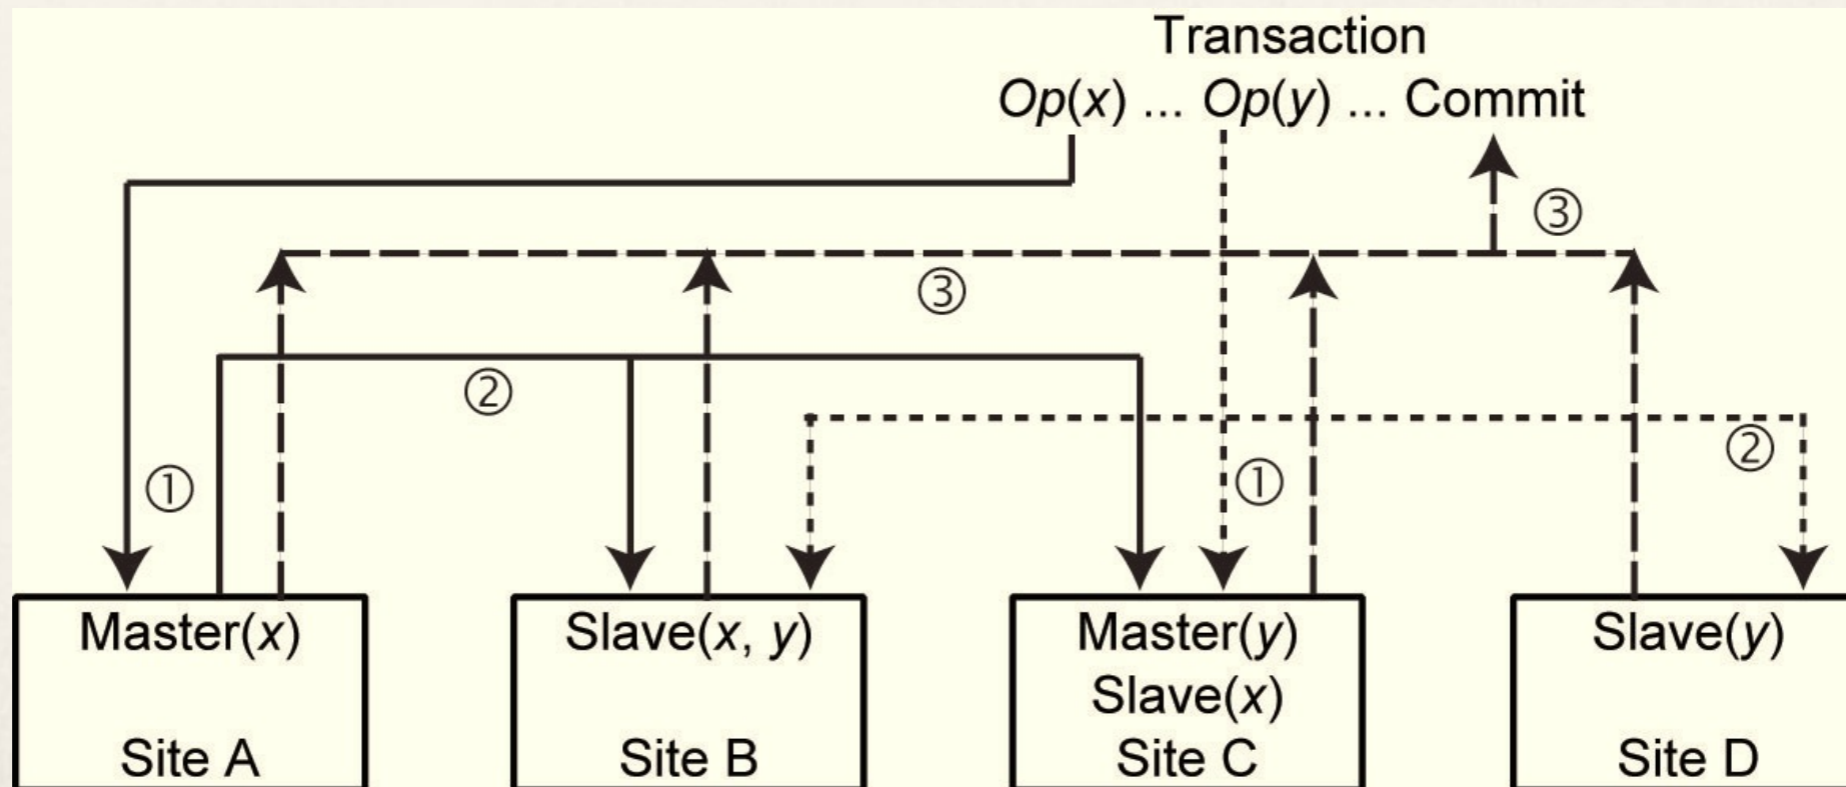 Transaction
Op(x) ... Op(y) ... Commit
③
③
②
②
①
①
Master(x)
Site A
Slave(x, y)
Site B
Master(y)
Slave(x)
Site C
Slave(y)
Site D